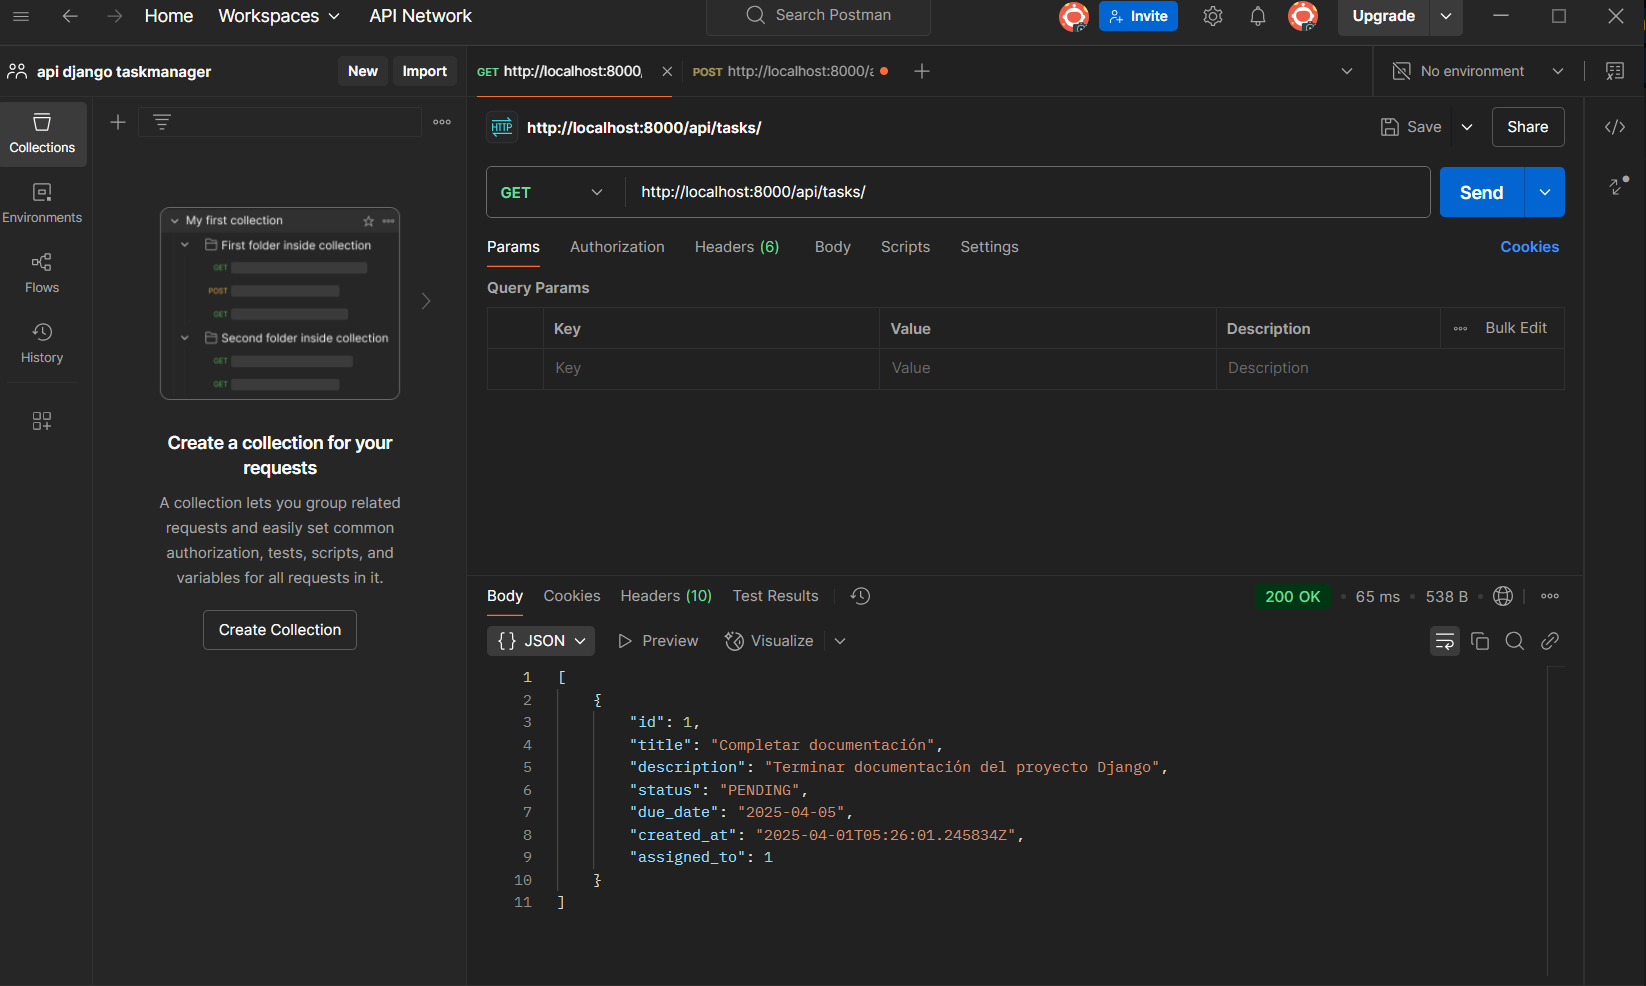 Home Workspaces API Network Search Postman Invite Upgrade
api django taskmanager New Import GET http://localhost:8000, POST http://localhost:8000/a No environment
Collections
Environments
Flows
History
My first collection
First folder inside collection
GET
POST
GET
Second folder inside collection
GET
GET
Create a collection for your
requests
A collection lets you group related
requests and easily set common
authorization, tests, scripts, and
variables for all requests in it.
Create Collection
HTTP http://localhost:8000/api/tasks/ Save Share
GET http://localhost:8000/api/tasks/ Send
Params Authorization Headers (6) Body Scripts Settings Cookies
Query Params
Key Value Description Bulk Edit
Key Value Description
Body Cookies Headers (10) Test Results 200 OK 65 ms 538 B
{} JSON Preview Visualize
1 [
2 {
3 "id": 1,
4 "title": "Completar documentación",
5 "description": "Terminar documentación del proyecto Django",
6 "status": "PENDING",
7 "due_date": "2025-04-05",
8 "created_at": "2025-04-01T05:26:01.245834Z",
9 "assigned_to": 1
10 }
11 ]